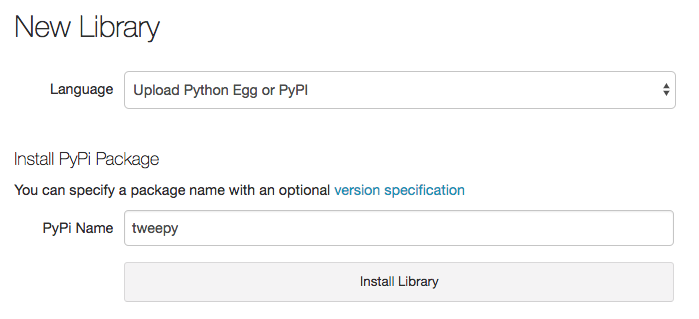 New Library
Language Upload Python Egg or PyPI
Install PyPi Package
You can specify a package name with an optional version specification
PyPi Name tweepy
Install Library